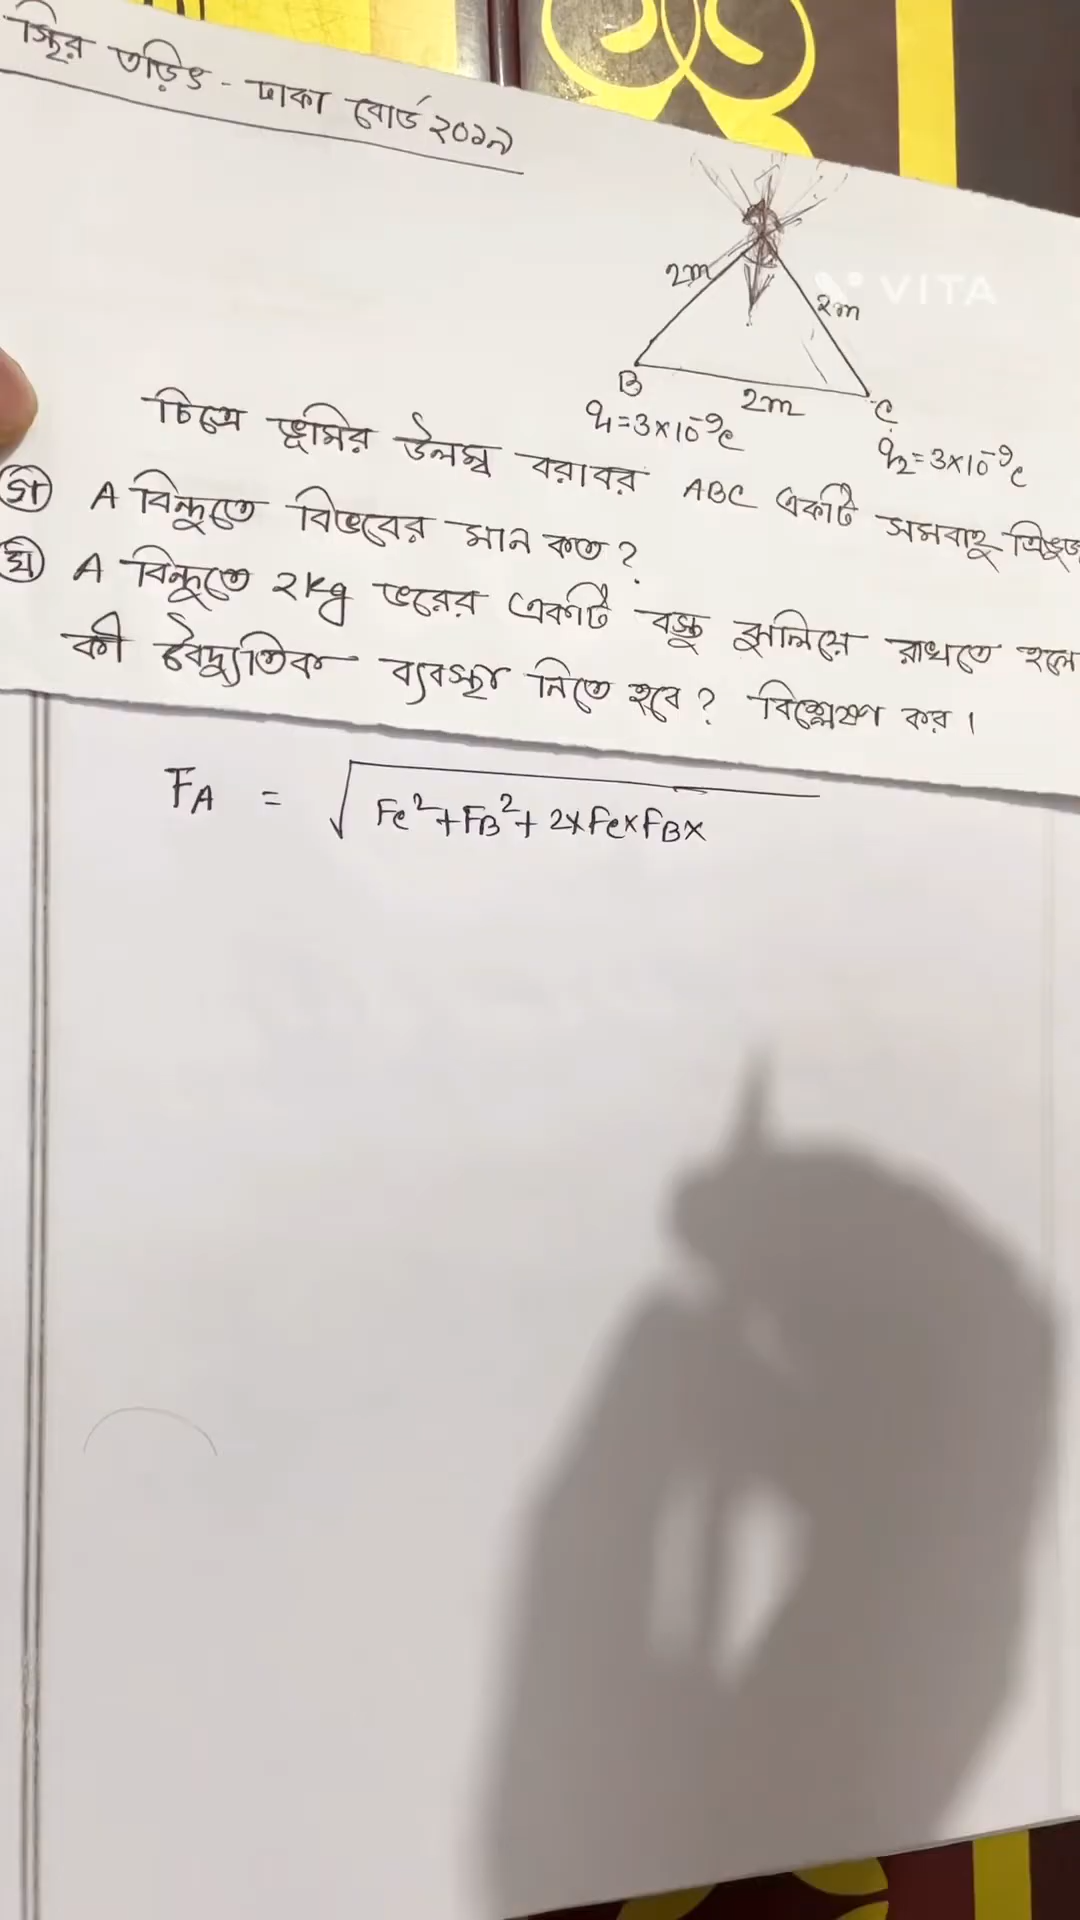 স্থির তড়িৎ - ঢাকা বোর্ড ২০১৯
2m
2m
VITA
B
2m
C
q₁=3×10⁻⁹C
q₂=3×10⁻⁹C
চিত্রে ভূমির উলম্ব বরাবর ABC একটি সমবাহু ত্রিভুজ
গ A বিন্দুতে বিভবের মান কত?
ঘ A বিন্দুতে 2kg ভরের একটি বস্তু ঝুলিয়ে রাখতে হলে
কী বৈদ্যুতিক ব্যবস্থা নিতে হবে? বিশ্লেষণ কর।
FA = √Fc²+FB²+2×Fc×FB×